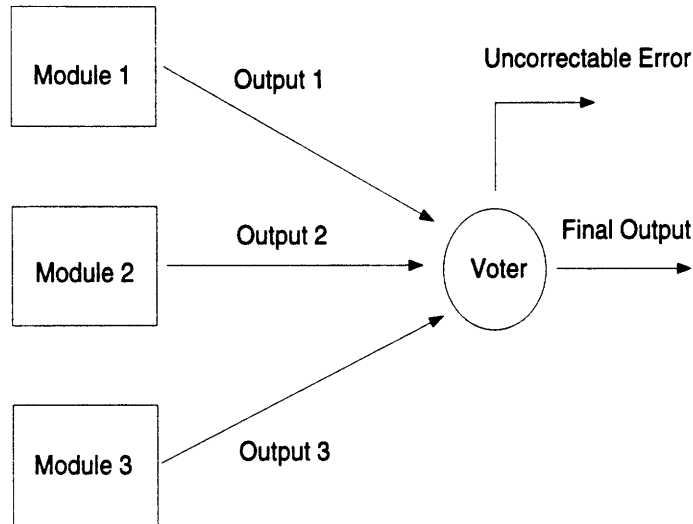 Uncorrectable Error
Module 1
Output 1
Output 2
Final Output
Module 2
Voter
Output 3
Module 3